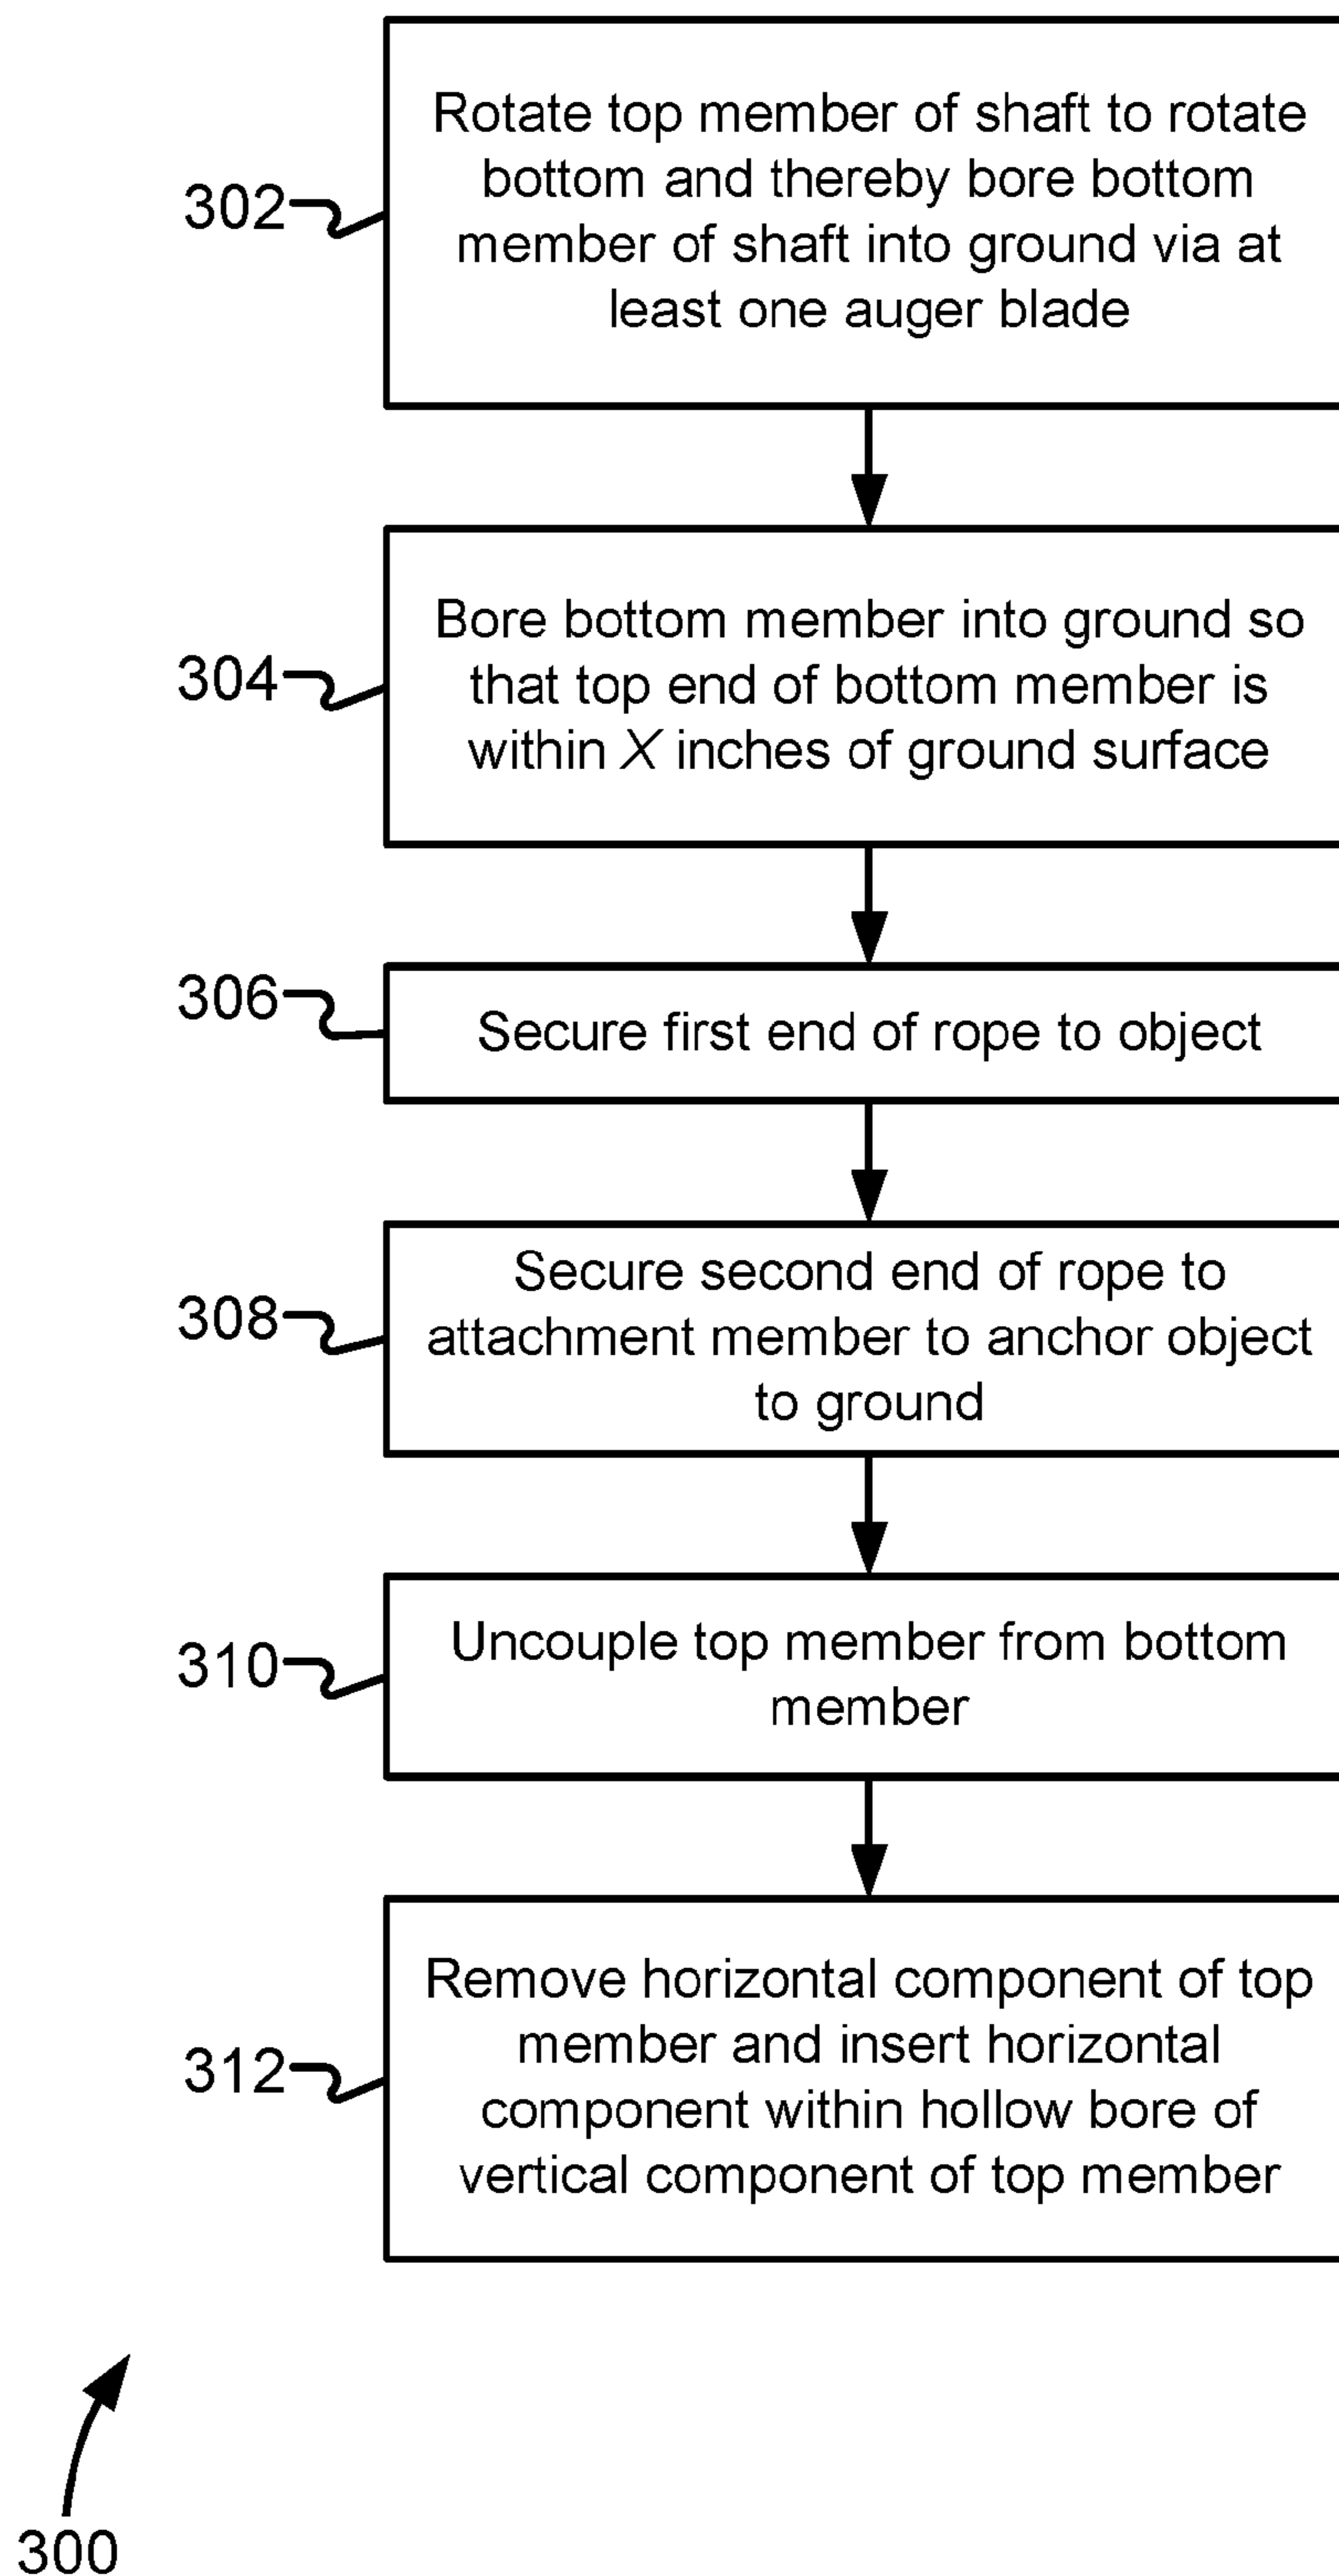 Rotate top member of shaft to rotate
bottom and thereby bore bottom
member of shaft into ground via at
least one auger blade
302
Bore bottom member into ground so
that top end of bottom member is
within X inches of ground surface
304
306
Secure first end of rope to object
Secure second end of rope to
attachment member to anchor object
to ground
308
Uncouple top member from bottom
member
310
Remove horizontal component of top
member and insert horizontal
component within hollow bore of
vertical component of top member
312
300